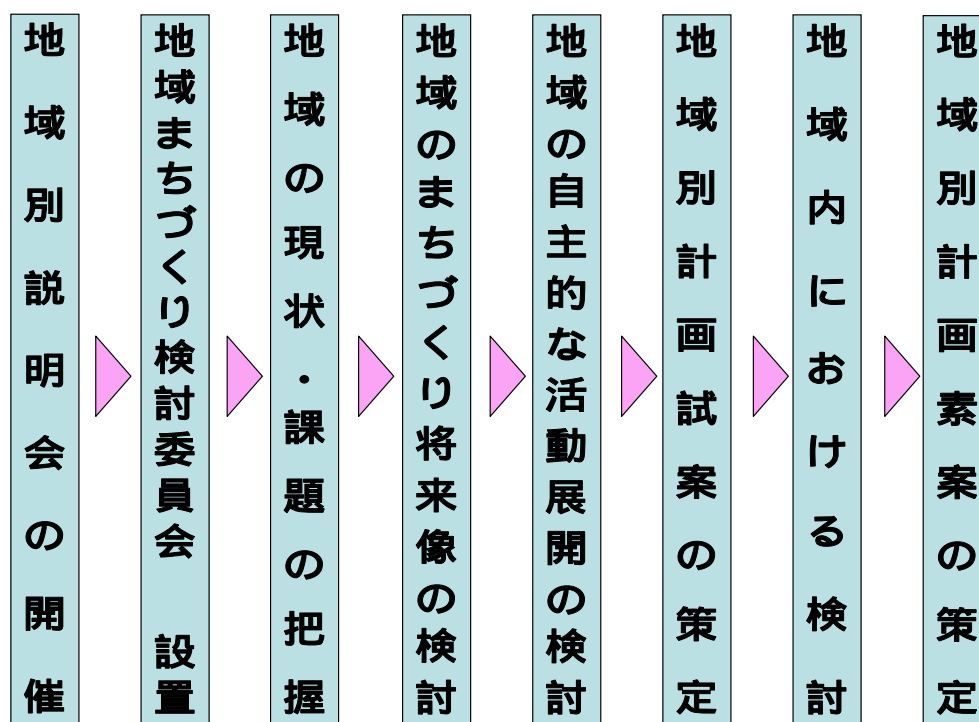 地域別説明会の開催
地域まちづくり検討委員会　設置
地域の現状・課題の把握
地域のまちづくり将来像の検討
地域の自主的な活動展開の検討
地域別計画試案の策定
地域内における検討
地域別計画素案の策定